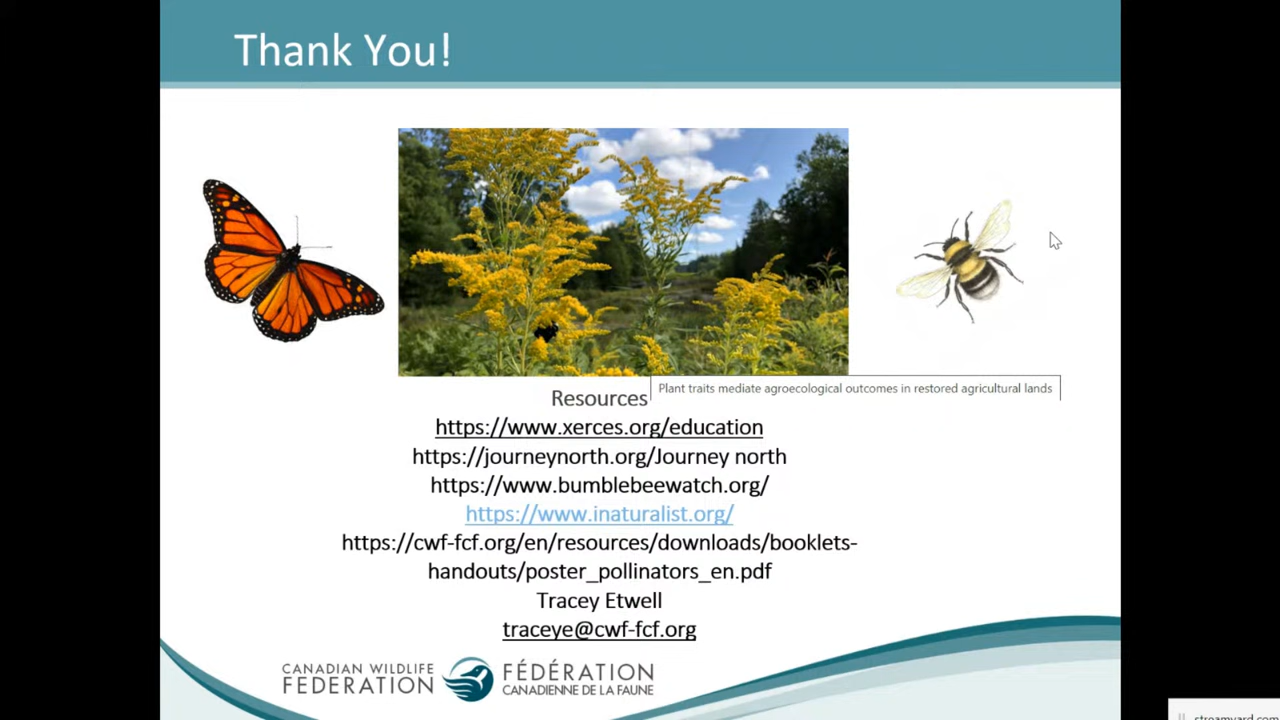 Thank You!
Plant traits mediate agroecological outcomes in restored agricultural lands
Resources
https://www.xerces.org/education
https://journeynorth.org/Journey north
https://www.bumblebeewatch.org/
https://www.inaturalist.org/
https://cwf-fcf.org/en/resources/downloads/booklets-
handouts/poster_pollinators_en.pdf
Tracey Etwell
traceye@cwf-fcf.org
CANADIAN WILDLIFE
FEDERATION
FÉDÉRATION
CANADIENNE DE LA FAUNE